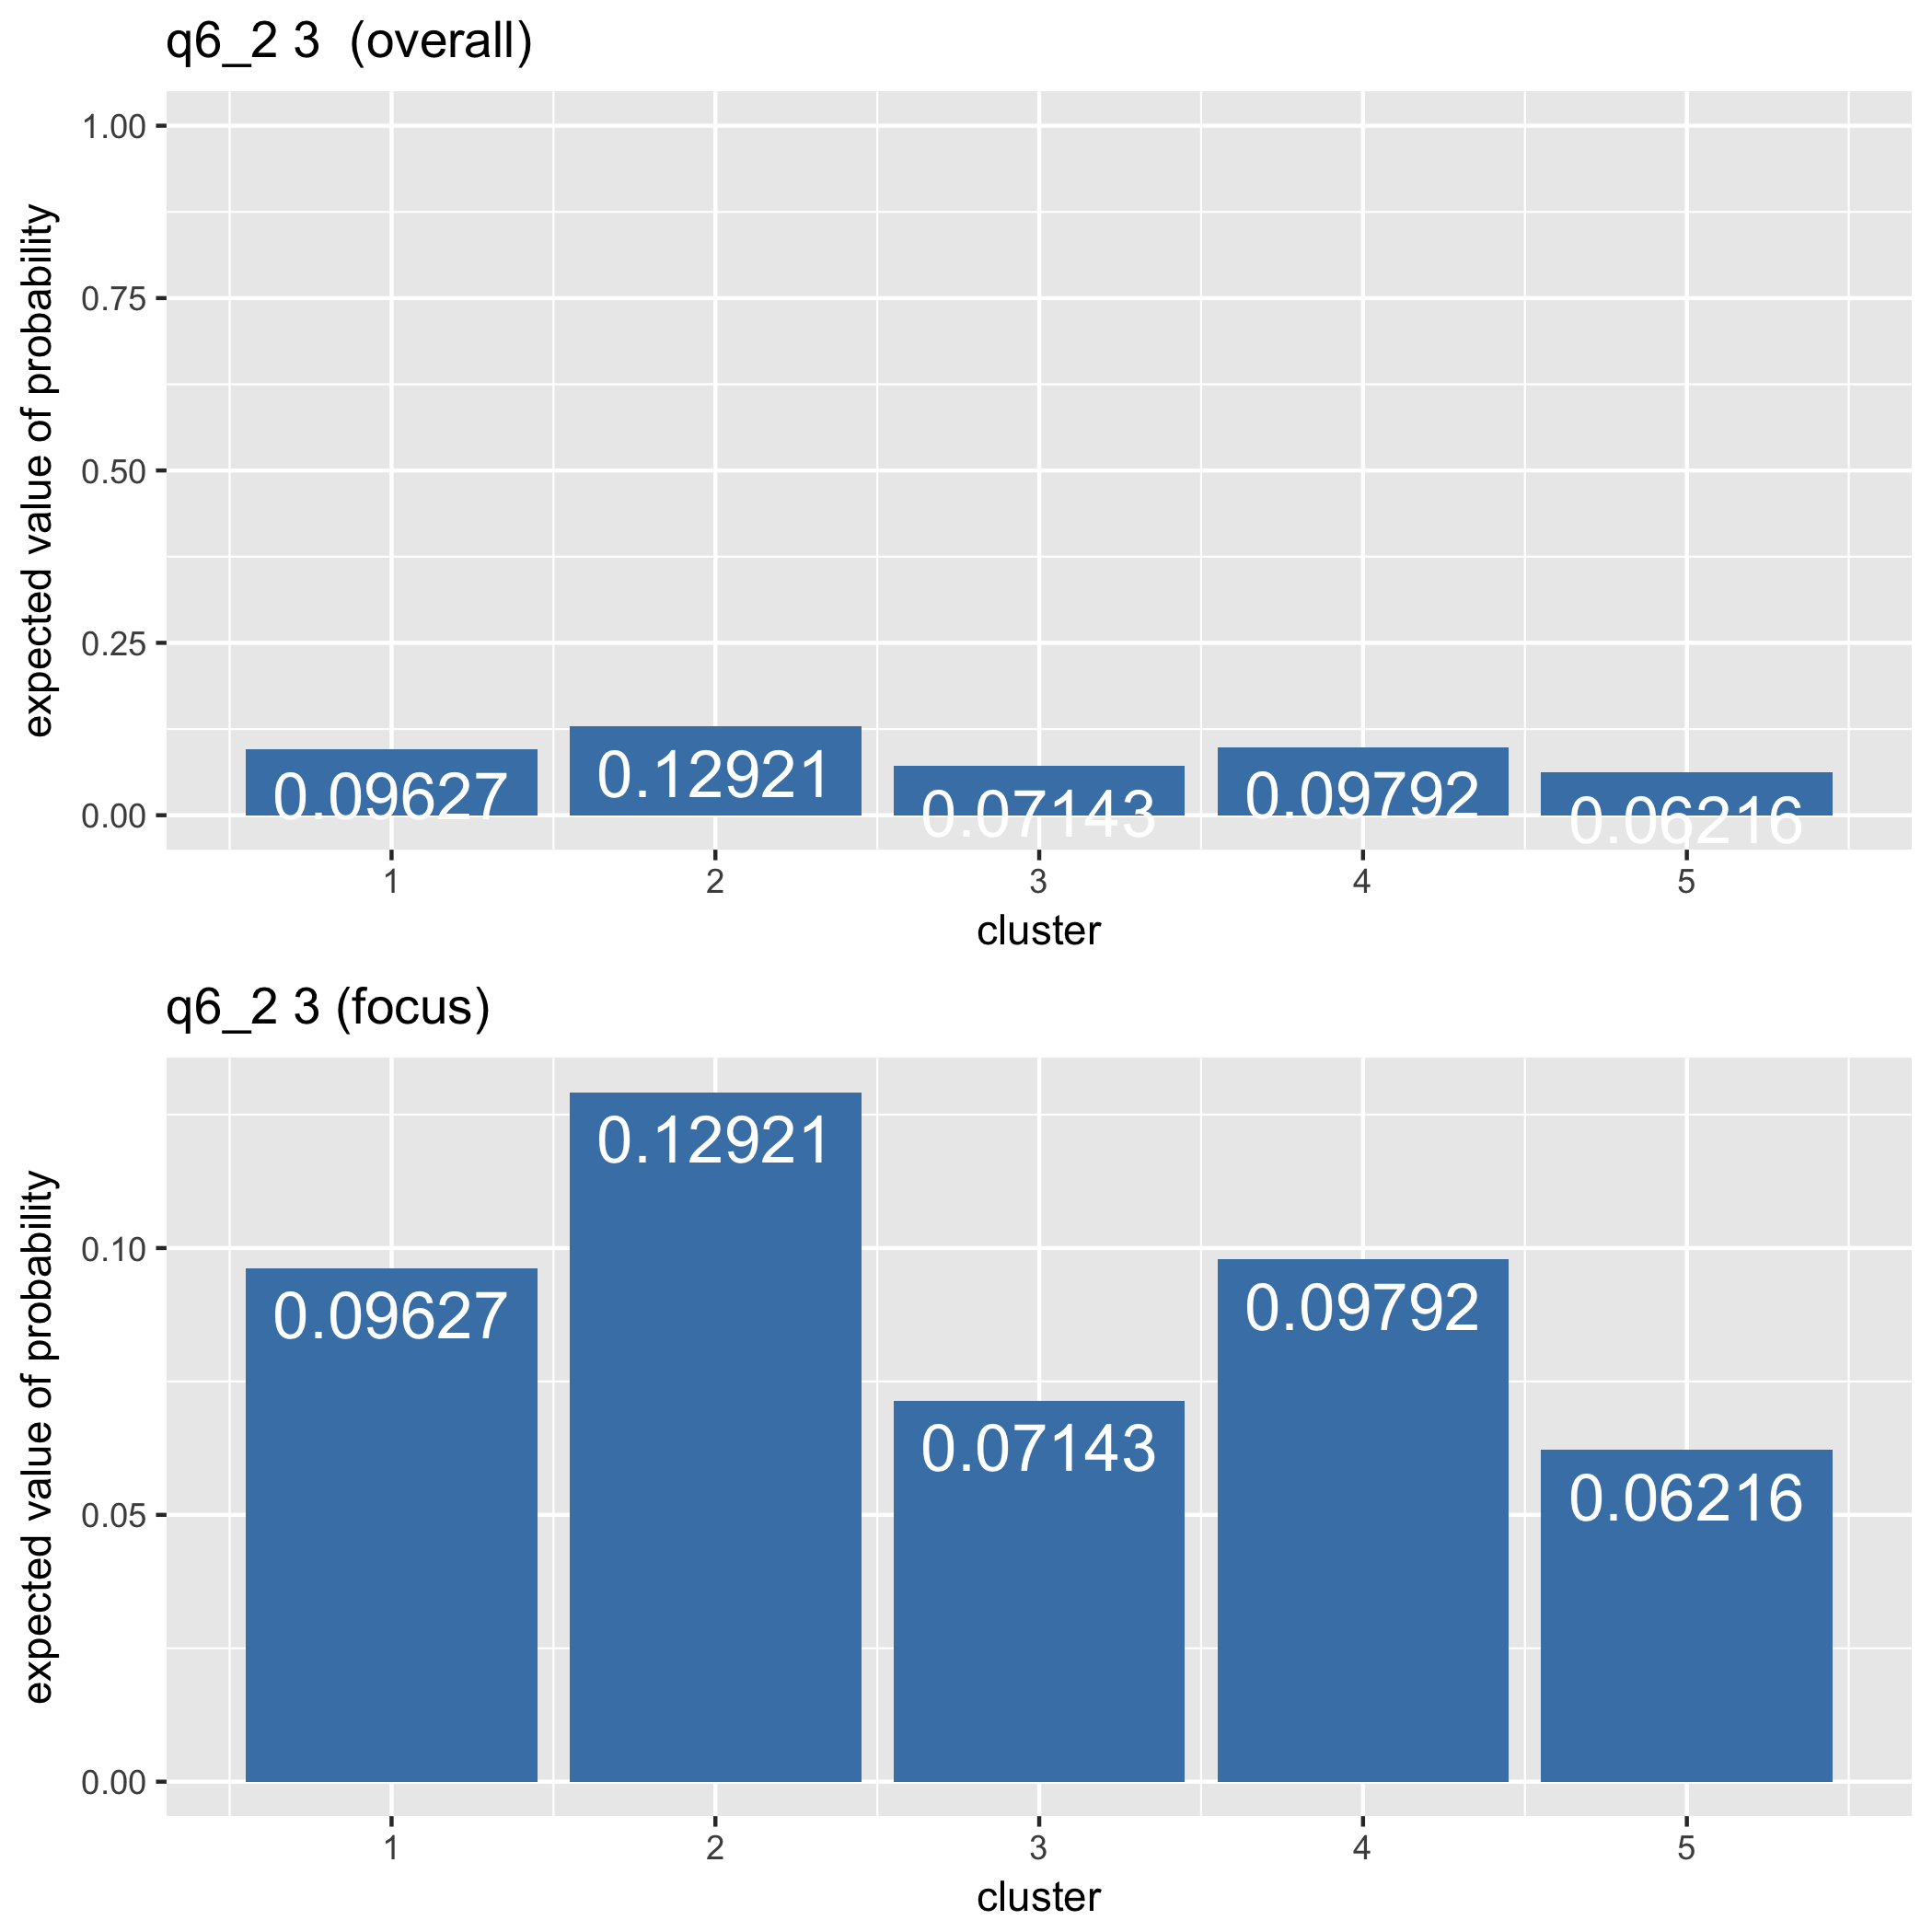 q6_2 3  (overall)
expected value of probability
1.00
0.75
0.50
0.25
0.00
0.09627
0.12921
0.07143
0.09792
0.06216
1 2 3 4 5
cluster
q6_2 3 (focus)
expected value of probability
0.10
0.05
0.00
0.09627
0.12921
0.07143
0.09792
0.06216
1 2 3 4 5
cluster